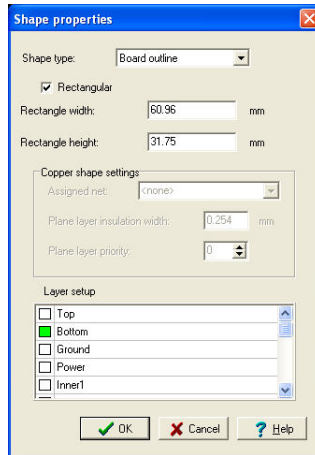 Shape properties
Shape type: Board outline
Rectangular
Rectangle width: 60.96 mm
Rectangle height: 31.75 mm
Copper shape settings
Assigned net: <none>
Plane layer insulation width: 0.254 mm
Plane layer priority: 0
Layer setup
Top
Bottom
Ground
Power
Inner1
OK Cancel Help